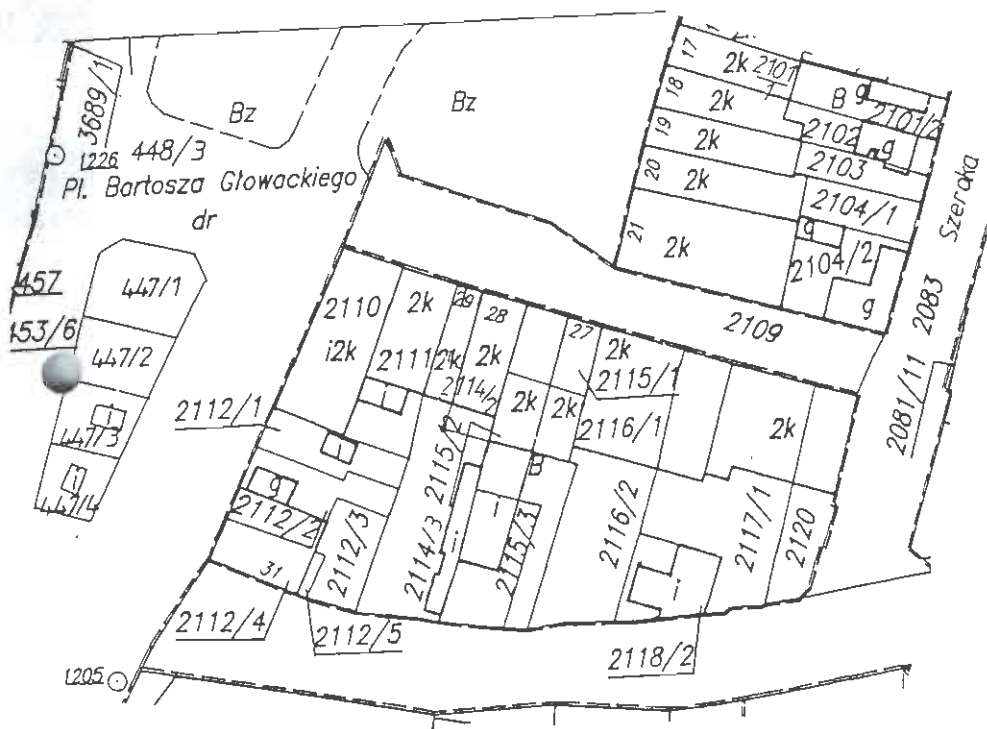 17
2k
2101
1
B
g
2101/2
18
2k
2102
g
19
2k
2103
20
2k
2104/1
21
2k
g
2104/2
g
Szeroka
3689/1
Bz
Bz
1226
448/3
Pl. Bartosza Głowackiego
dr
457
453/6
447/1
447/2
447/3
i
447/4
i
2109
2083
2081/11
2110
i2k
2k
2111
i
29
2k
28
2k
2114/2
27
2k
2k
2k
2115/1
2116/1
2k
2112/1
i
g
2112/2
2112/3
2114/3
2115/2
i
i
B
2115/3
2116/2
i
2117/1
2120
31
2112/4
2112/5
2118/2
1205